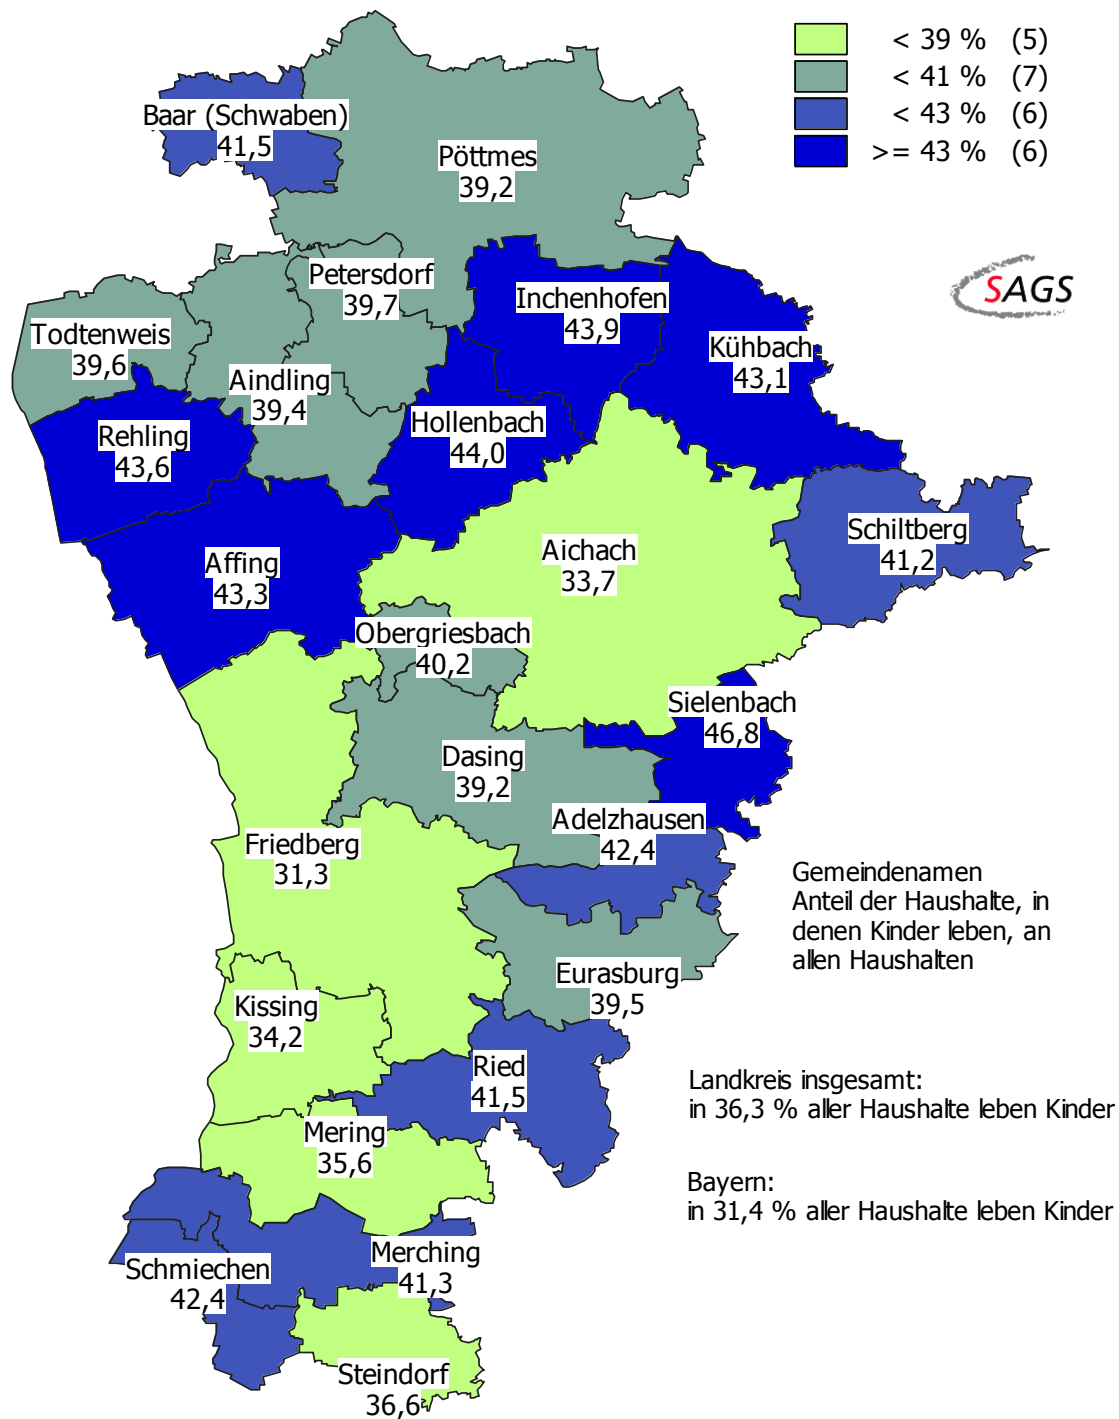 < 39 % (5)
< 41 % (7)
< 43 % (6)
>= 43 % (6)
SAGS
Baar (Schwaben)
41,5
Pöttmes
39,2
Petersdorf
39,7
Inchenhofen
43,9
Todtenweis
39,6
Kühbach
43,1
Aindling
39,4
Hollenbach
44,0
Rehling
43,6
Schiltberg
41,2
Aichach
33,7
Affing
43,3
Obergriesbach
40,2
Sielenbach
46,8
Dasing
39,2
Adelzhausen
42,4
Friedberg
31,3
Gemeindenamen
Anteil der Haushalte, in
denen Kinder leben, an
allen Haushalten
Eurasburg
39,5
Kissing
34,2
Ried
41,5
Landkreis insgesamt:
in 36,3 % aller Haushalte leben Kinder
Mering
35,6
Bayern:
in 31,4 % aller Haushalte leben Kinder
Merching
41,3
Schmiechen
42,4
Steindorf
36,6